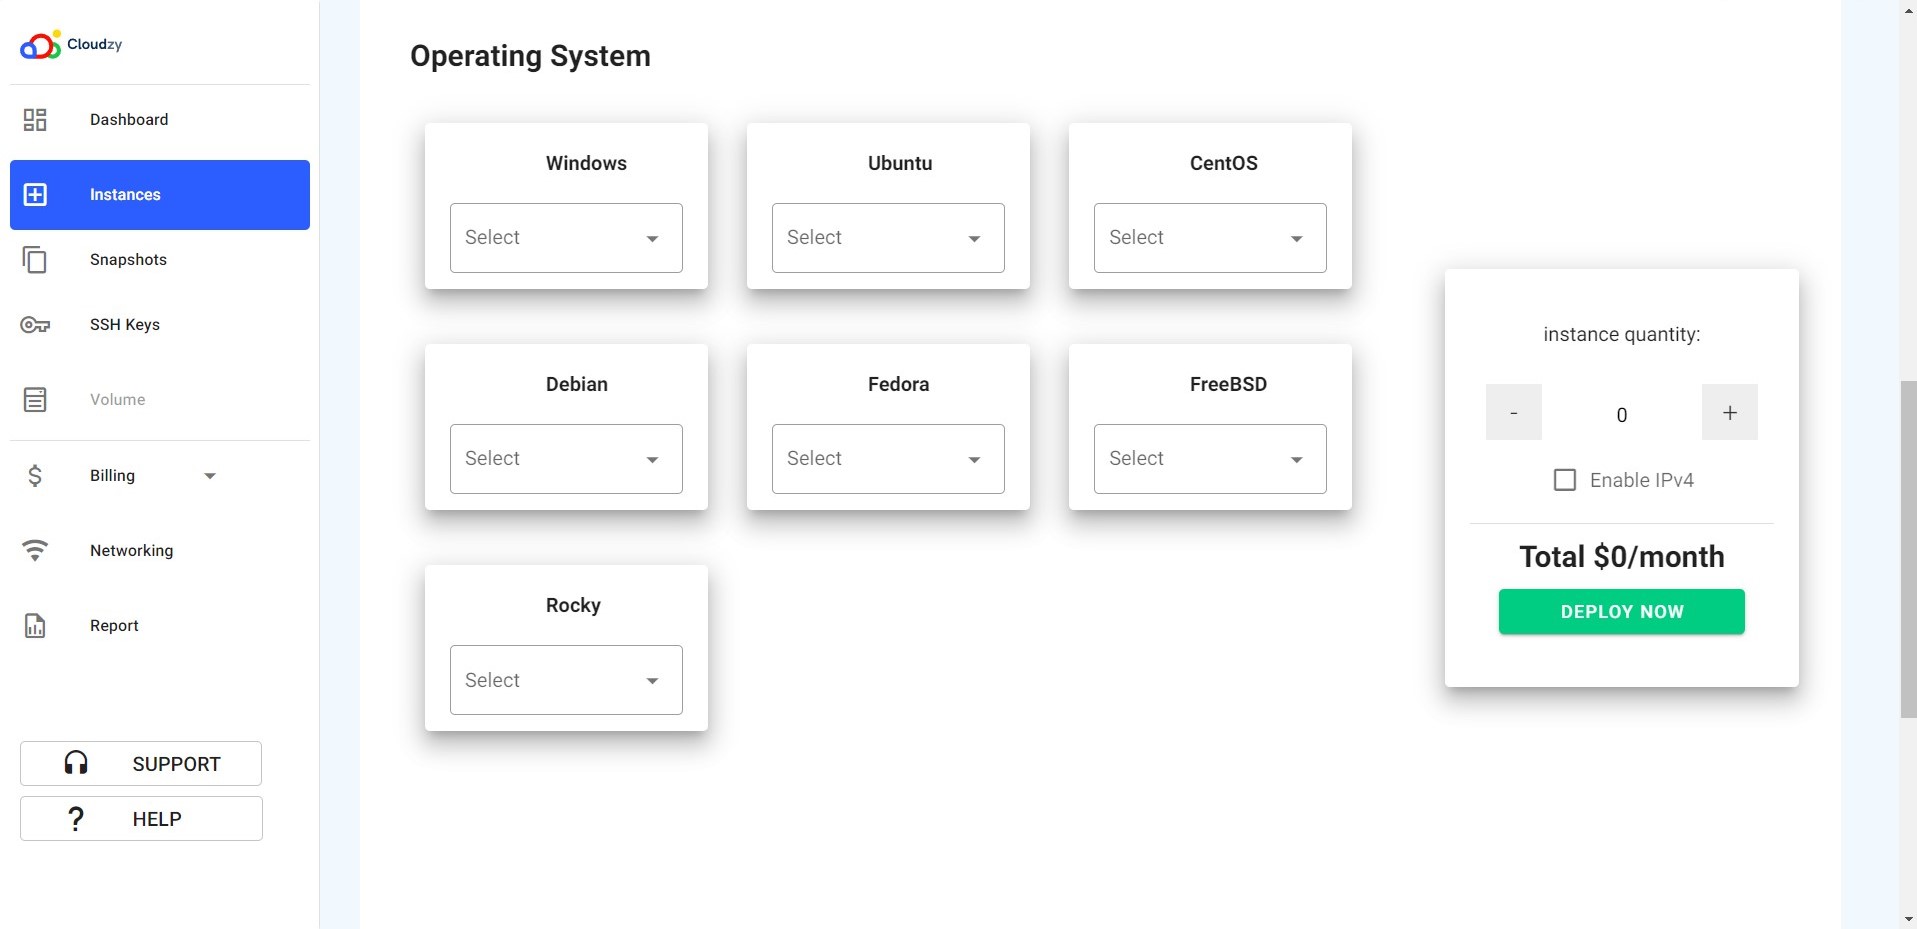 Cloudzy
Dashboard
Instances
Snapshots
SSH Keys
Volume
Billing
Networking
Report
SUPPORT
? HELP
Operating System
Windows
Select
Ubuntu
Select
CentOS
Select
Debian
Select
Fedora
Select
FreeBSD
Select
Rocky
Select
instance quantity:
- 0 +
Enable IPv4
Total $0/month
DEPLOY NOW